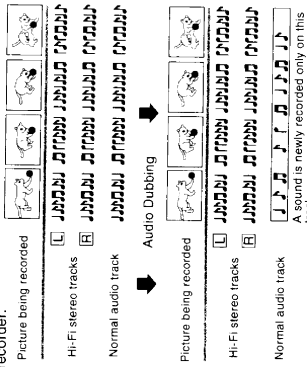 recorder.
Picture being recorded
Hi-Fi stereo tracks
L
R
Normal audio track
Audio Dubbing
Picture being recorded
Hi-Fi stereo tracks
L
R
Normal audio track
A sound is newly recorded only on this